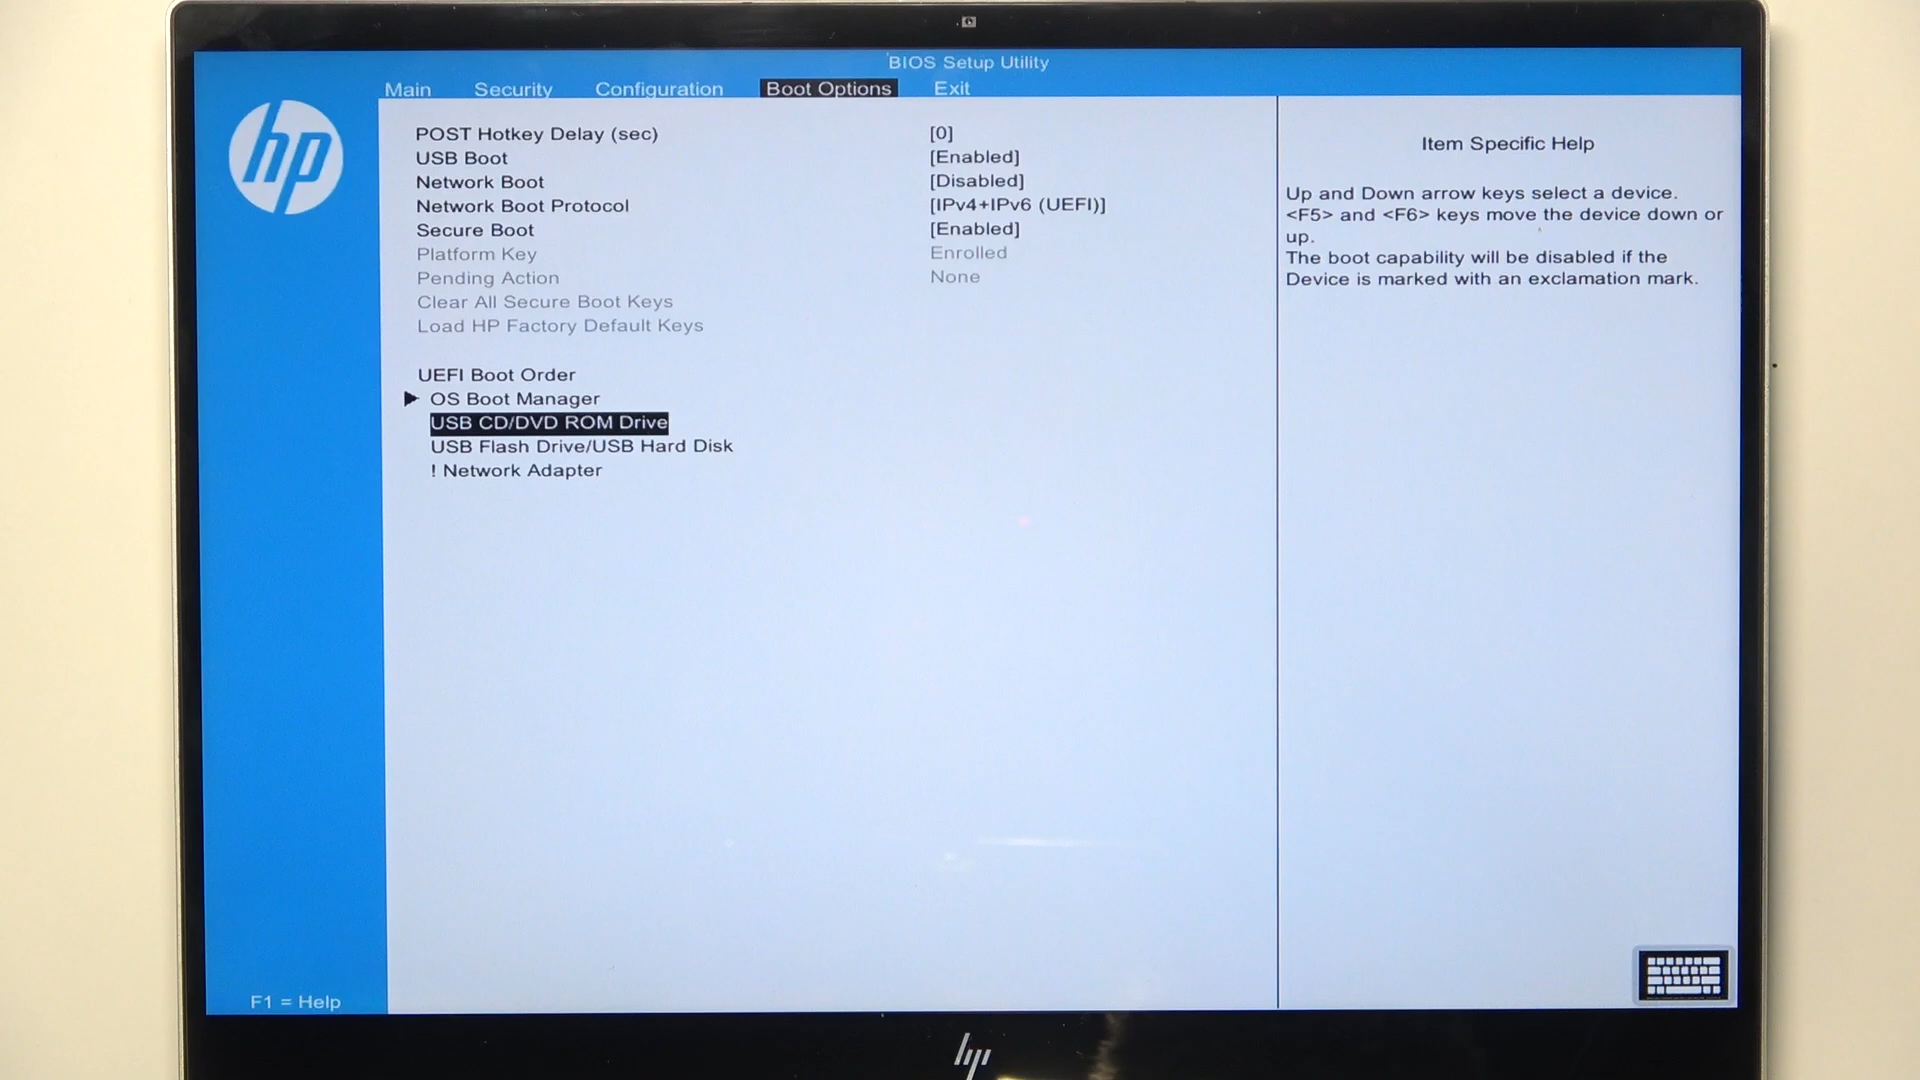 BIOS Setup Utility
Main Security Configuration Boot Options Exit
hp
POST Hotkey Delay (sec) [0]
USB Boot [Enabled]
Network Boot [Disabled]
Network Boot Protocol [IPv4+IPv6 (UEFI)]
Secure Boot [Enabled]
Platform Key Enrolled
Pending Action None
Clear All Secure Boot Keys
Load HP Factory Default Keys
UEFI Boot Order
OS Boot Manager
USB CD/DVD ROM Drive
USB Flash Drive/USB Hard Disk
! Network Adapter
Item Specific Help
Up and Down arrow keys select a device.
<F5> and <F6> keys move the device down or
up.
The boot capability will be disabled if the
Device is marked with an exclamation mark.
F1 = Help
hp